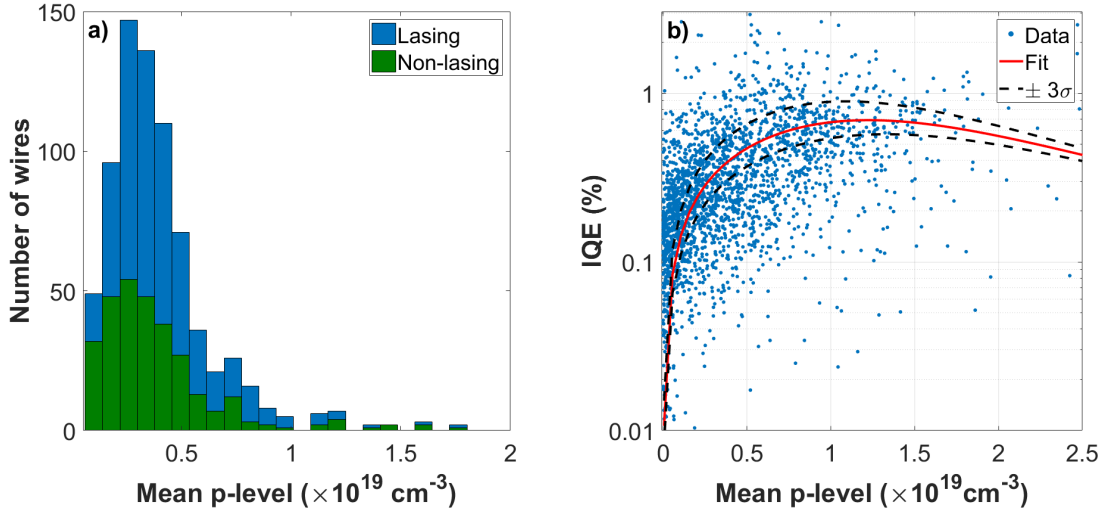 a)
Lasing
Non-lasing
150
100
50
0
0.5
1
1.5
2
Number of wires
Mean p-level (×10¹⁹ cm⁻³)
b)
Data
Fit
± 3σ
1
0.1
0.01
0
0.5
1
1.5
2
2.5
IQE (%)
Mean p-level (×10¹⁹ cm⁻³)